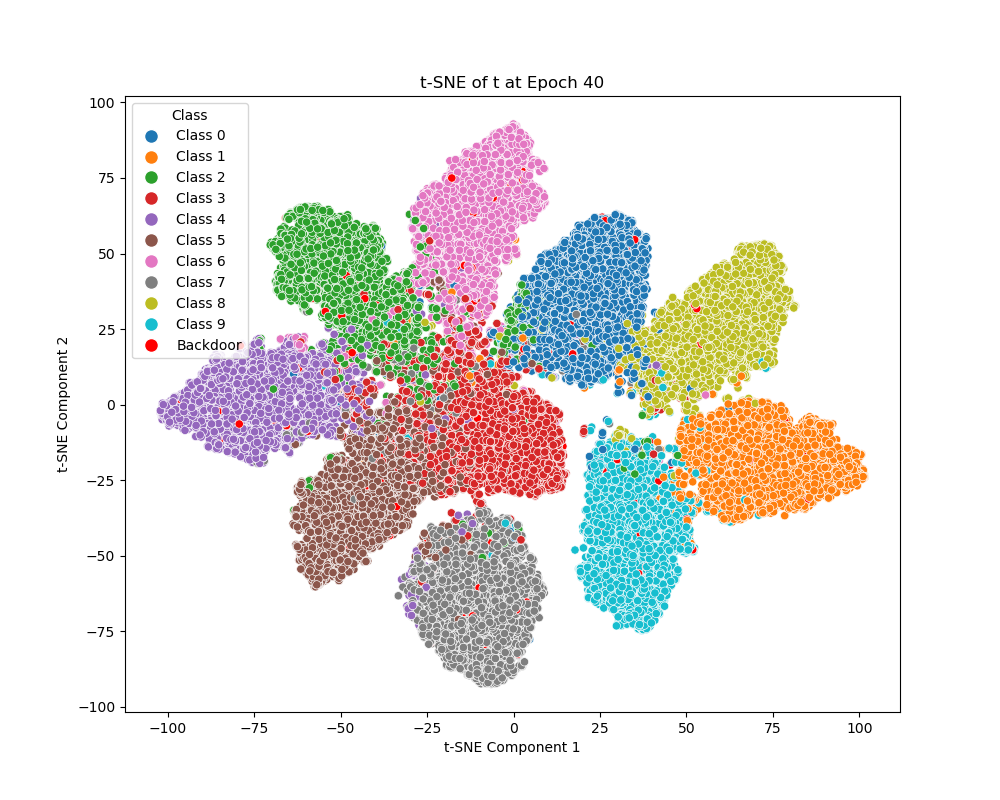 t-SNE of t at Epoch 40
Class
Class 0
Class 1
Class 2
Class 3
Class 4
Class 5
Class 6
Class 7
Class 8
Class 9
Backdoor
100
75
50
25
0
−25
−50
−75
−100
t-SNE Component 2
−100 −75 −50 −25 0 25 50 75 100
t-SNE Component 1